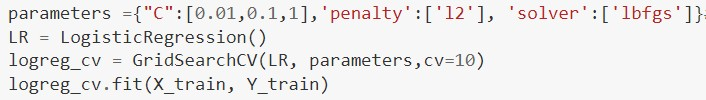 parameters ={"C":[0.01,0.1,1],'penalty':['l2'], 'solver':['lbfgs']}
LR = LogisticRegression()
logreg_cv = GridSearchCV(LR, parameters,cv=10)
logreg_cv.fit(X_train, Y_train)